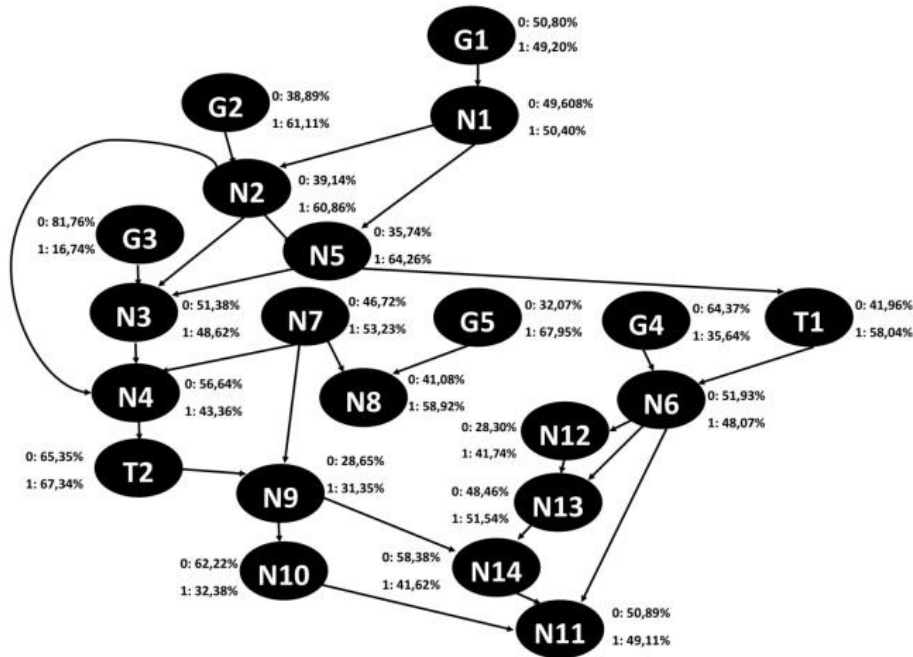 G1
0: 50,80%
1: 49,20%
G2
0: 38,89%
1: 61,11%
N1
0: 49,608%
1: 50,40%
N2
0: 39,14%
1: 60,86%
G3
0: 81,76%
1: 16,74%
N5
0: 35,74%
1: 64,26%
N3
0: 51,38%
1: 48,62%
N7
0: 46,72%
1: 53,23%
G5
0: 32,07%
1: 67,95%
G4
0: 64,37%
1: 35,64%
T1
0: 41,96%
1: 58,04%
N4
0: 56,64%
1: 43,36%
N8
0: 41,08%
1: 58,92%
N6
0: 51,93%
1: 48,07%
N12
0: 28,30%
1: 41,74%
T2
0: 65,35%
1: 67,34%
N9
0: 28,65%
1: 31,35%
N13
0: 48,46%
1: 51,54%
N10
0: 62,22%
1: 32,38%
N14
0: 58,38%
1: 41,62%
N11
0: 50,89%
1: 49,11%